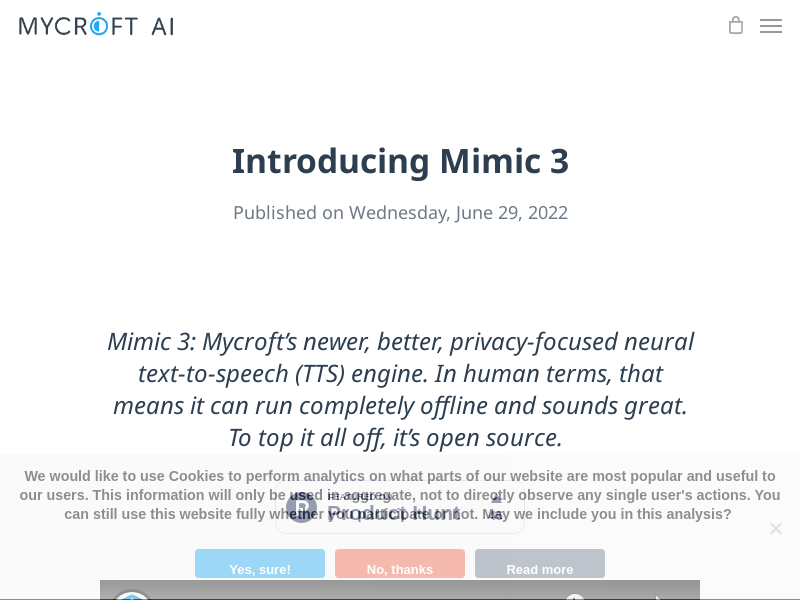 MYCROFT AI
Introducing Mimic 3
Published on Wednesday, June 29, 2022
Mimic 3: Mycroft's newer, better, privacy-focused neural
text-to-speech (TTS) engine. In human terms, that
means it can run completely offline and sounds great.
To top it all off, it's open source.
We would like to use Cookies to perform analytics on what parts of our website are most popular and useful to
our users. This information will only be used in aggregate, not to directly observe any single user's actions. You
can still use this website fully whether you participate or not. May we include you in this analysis?
FEATURED ON
Product Hunt
Yes, sure!
No, thanks
Read more